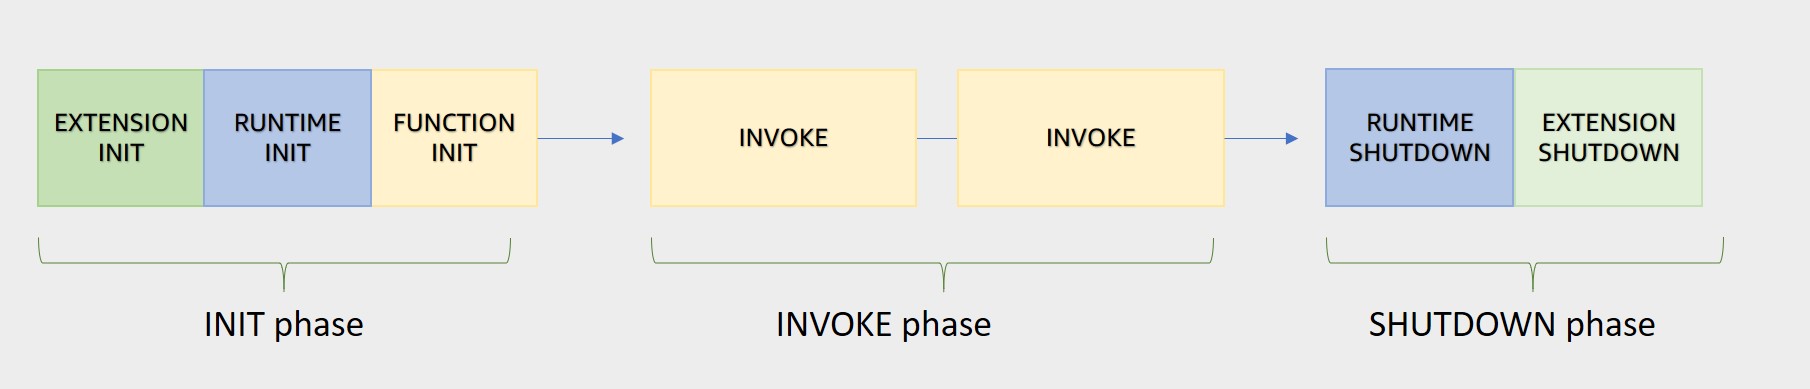 EXTENSION
INIT
RUNTIME
INIT
FUNCTION
INIT
INVOKE
INVOKE
RUNTIME
SHUTDOWN
EXTENSION
SHUTDOWN
INIT phase
INVOKE phase
SHUTDOWN phase